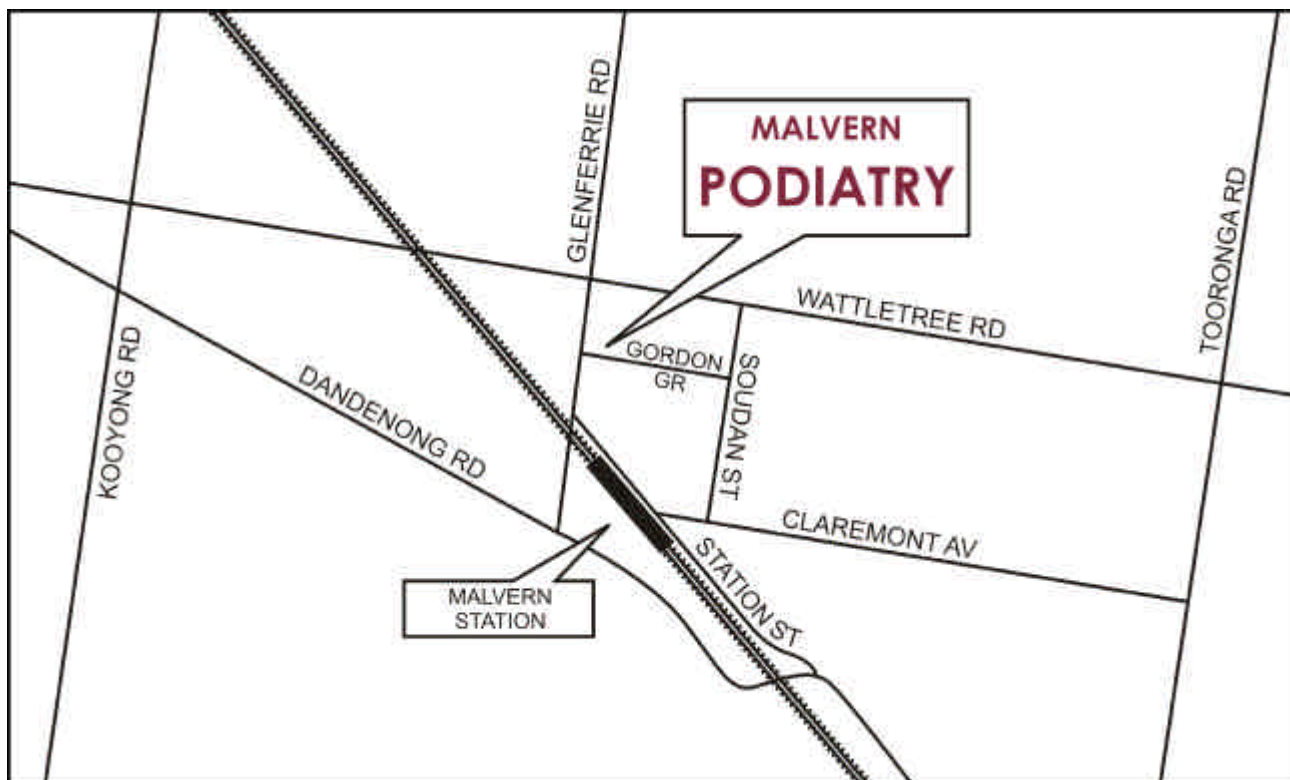 MALVERN
PODIATRY
GLENFERRIE RD
TOORONGA RD
WATTLETREE RD
GORDON
GR
SOUDAN ST
KOOYONG RD
DANDENONG RD
CLAREMONT AV
STATION ST
MALVERN
STATION